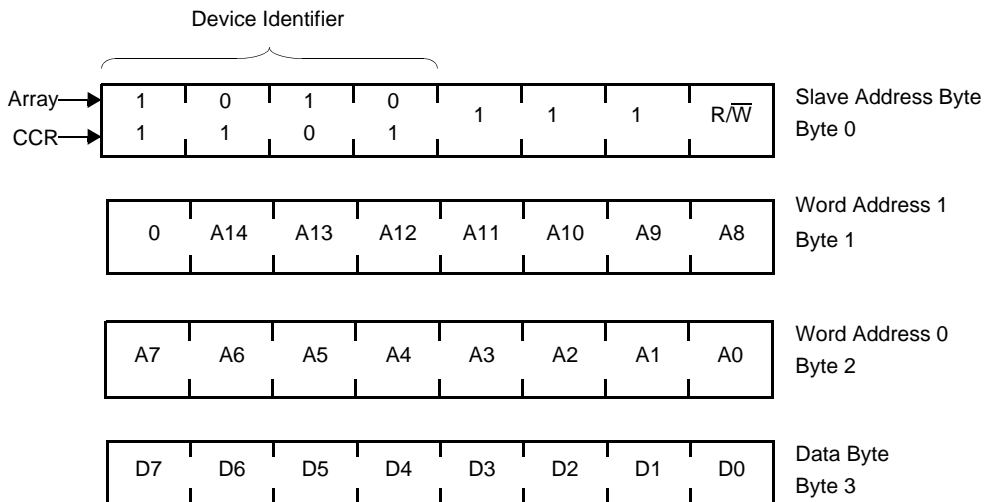 Device Identifier
Array 1 0 1 0 1 1 1 R/W̅ Slave Address Byte
CCR 1 1 0 1 Byte 0
Word Address 1
0 A14 A13 A12 A11 A10 A9 A8 Byte 1
Word Address 0
A7 A6 A5 A4 A3 A2 A1 A0 Byte 2
D7 D6 D5 D4 D3 D2 D1 D0 Data Byte
Byte 3